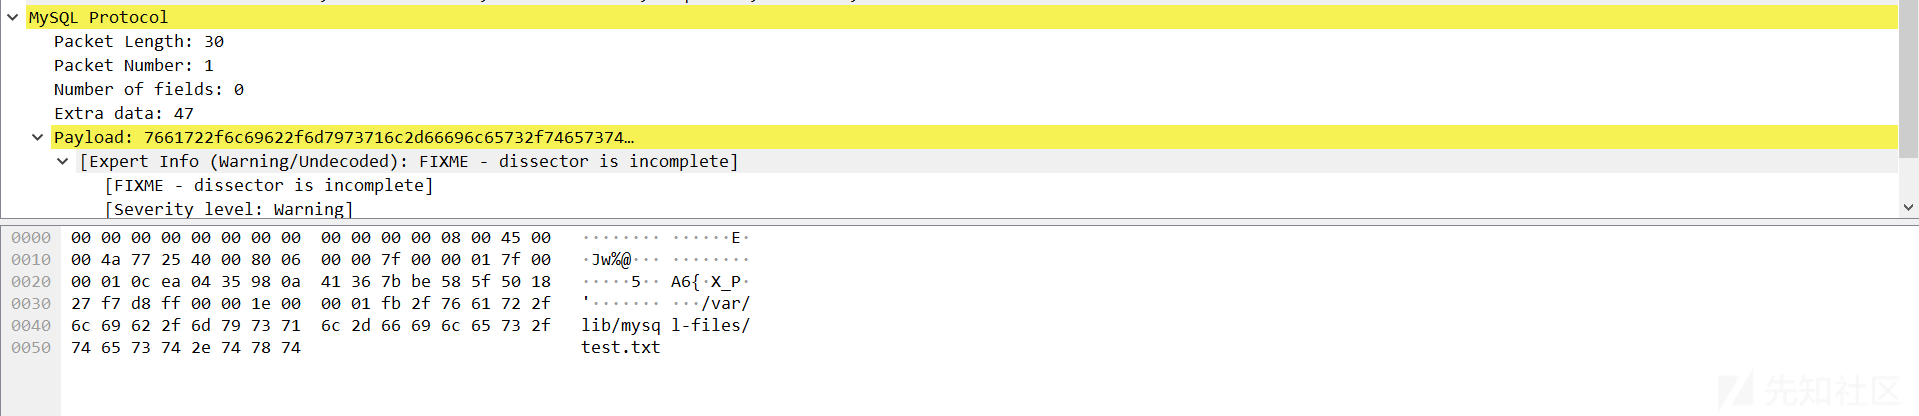 MySQL Protocol
Packet Length: 30
Packet Number: 1
Number of fields: 0
Extra data: 47
Payload: 7661722f6c69622f6d7973716c2d66696c65732f74657374…
[Expert Info (Warning/Undecoded): FIXME - dissector is incomplete]
[FIXME - dissector is incomplete]
[Severity level: Warning]
0000 00 00 00 00 00 00 00 00 00 00 00 00 08 00 45 00 ········ ······E·
0010 00 4a 77 25 40 00 80 06 00 00 7f 00 00 01 7f 00 ·Jw%@··· ········
0020 00 01 0c ea 04 35 98 0a 41 36 7b be 58 5f 50 18 ·····5·· A6{·X_P·
0030 27 f7 d8 ff 00 00 1e 00 00 01 fb 2f 76 61 72 2f '······· ···/var/
0040 6c 69 62 2f 6d 79 73 71 6c 2d 66 69 6c 65 73 2f lib/mysq l-files/
0050 74 65 73 74 2e 74 78 74 test.txt
先知社区